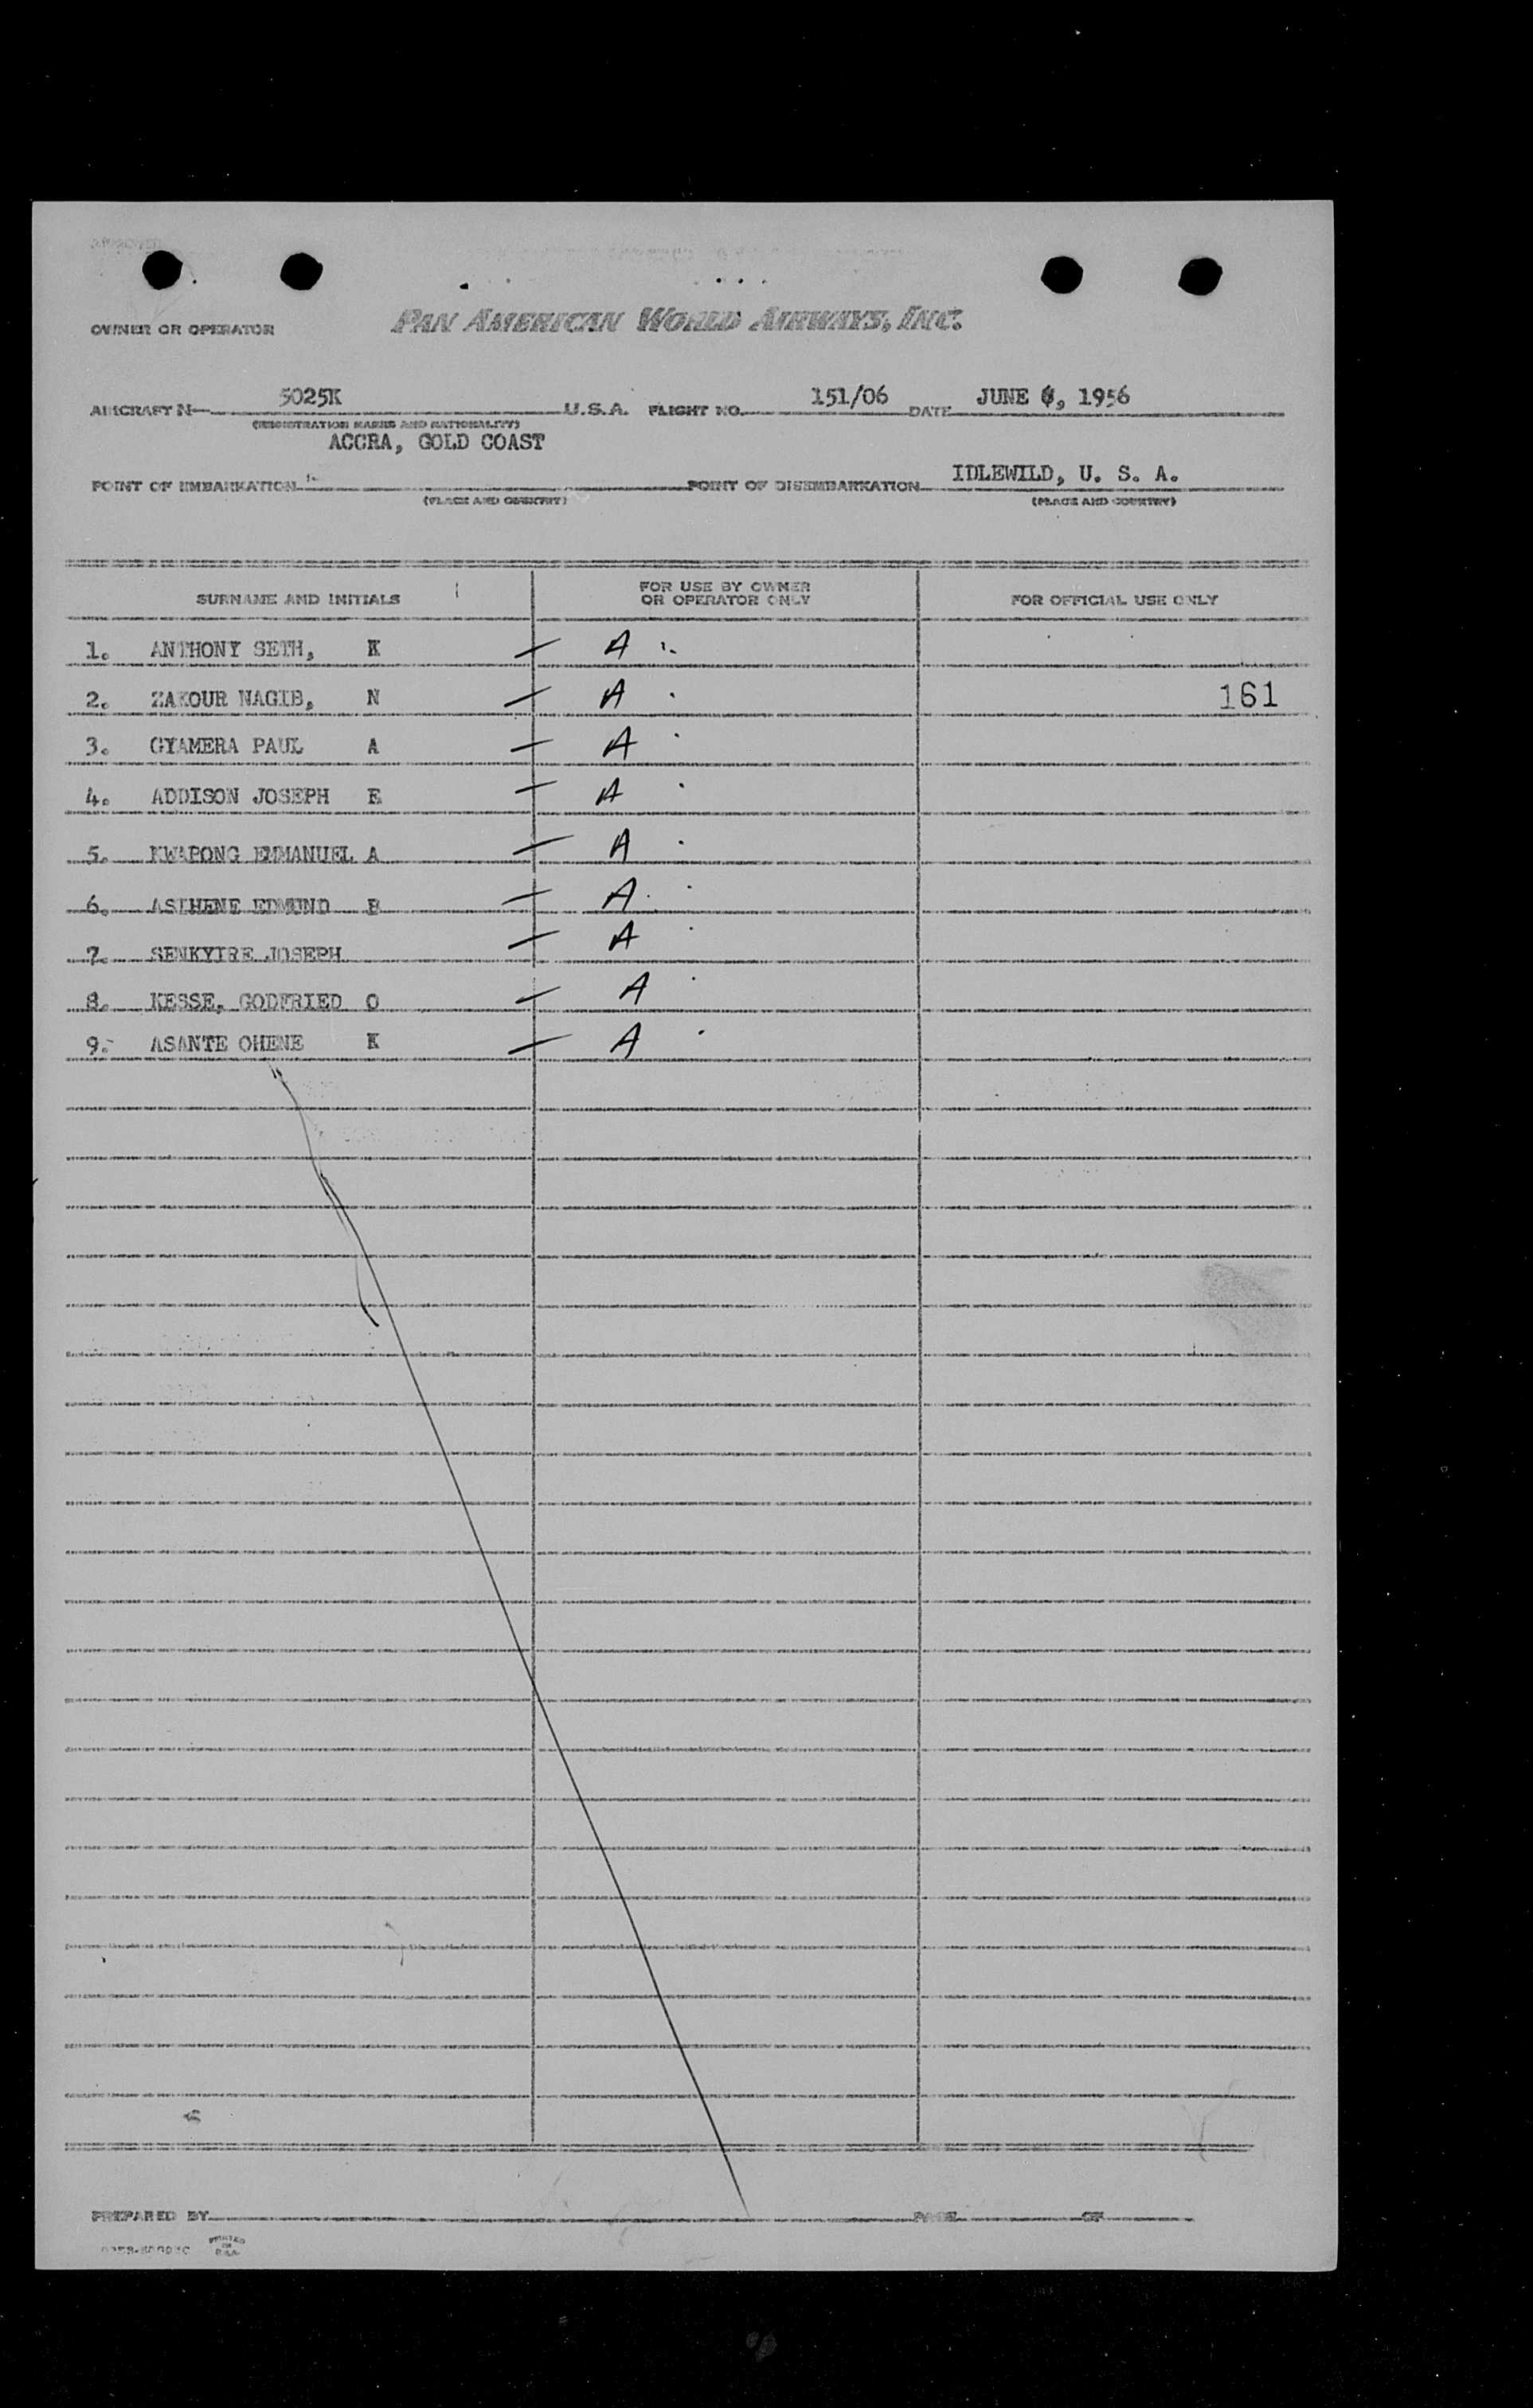 OWNER OR OPERATOR PAN AMERICAN WORLD AIRWAYS, INC.
AIRCRAFT N 5025K U.S.A. FLIGHT NO. 151/06 DATE JUNE 6, 1956
(REGISTRATION MARKS AND NATIONALITY)
ACCRA, GOLD COAST
POINT OF EMBARKATION POINT OF DISEMBARKATION IDLEWILD, U. S. A.
(PLACE AND COUNTRY) (PLACE AND COUNTRY)
SURNAME AND INITIALS FOR USE BY OWNER OR OPERATOR ONLY FOR OFFICIAL USE ONLY
1. ANTHONY SETH, K — A
2. ZAKOUR NAGIB, N — A 161
3. GYAMERA PAUL A — A
4. ADDISON JOSEPH E — A
5. KWAPONG EMMANUEL A — A
6. ASIHENE EDMUND B — A
7. SENKYIRE JOSEPH — A
8. KESSE, GODFRIED O — A
9. ASANTE OHENE K — A
PREPARED BY PAGE OF
PRINTED
IN
U.S.A.